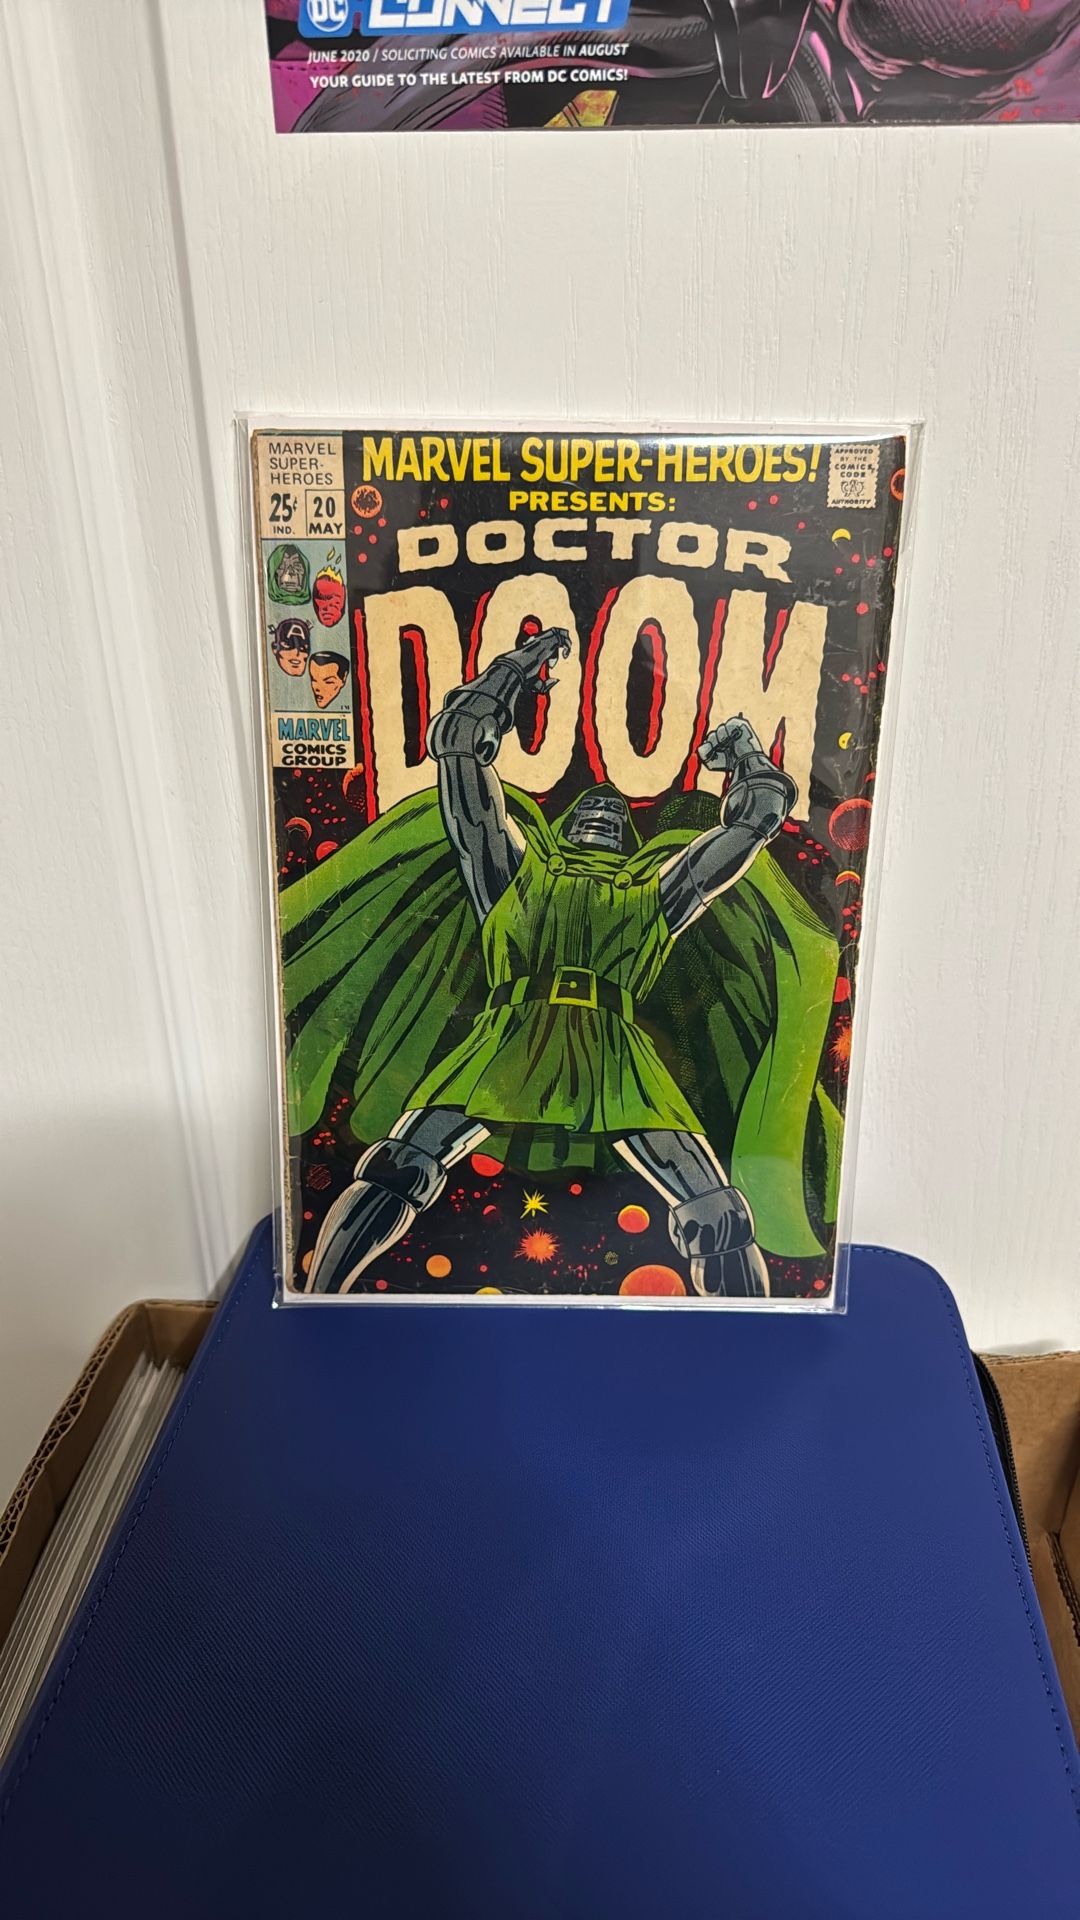 DC CONNECT
JUNE 2020 / SOLICITING COMICS AVAILABLE IN AUGUST
YOUR GUIDE TO THE LATEST FROM DC COMICS!
MARVEL
SUPER-
HEROES
25¢
IND.
20
MAY
MARVEL
COMICS
GROUP
MARVEL SUPER-HEROES!
PRESENTS:
DOCTOR
DOOM
APPROVED
BY THE
COMICS
CODE
AUTHORITY
A